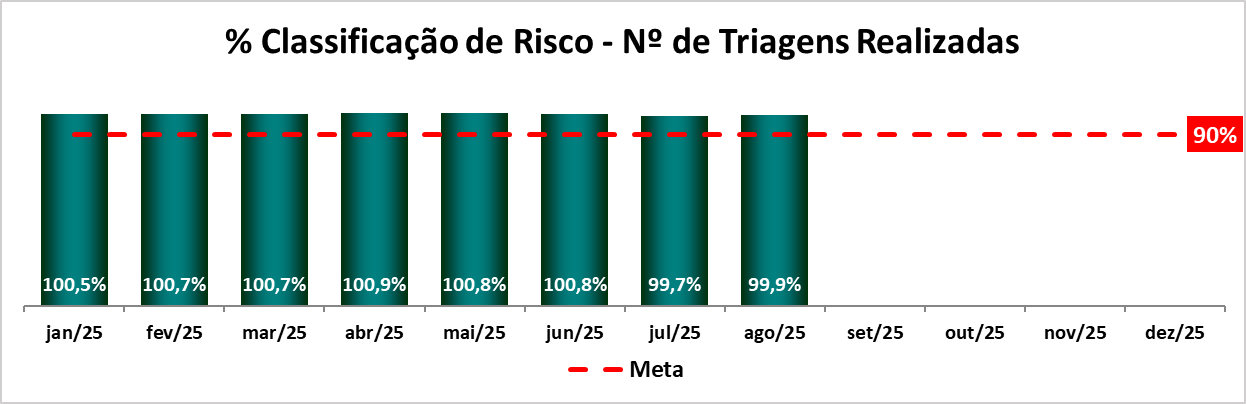 % Classificação de Risco - Nº de Triagens Realizadas
90%
100,5% 100,7% 100,7% 100,9% 100,8% 100,8% 99,7% 99,9%
jan/25 fev/25 mar/25 abr/25 mai/25 jun/25 jul/25 ago/25 set/25 out/25 nov/25 dez/25
Meta